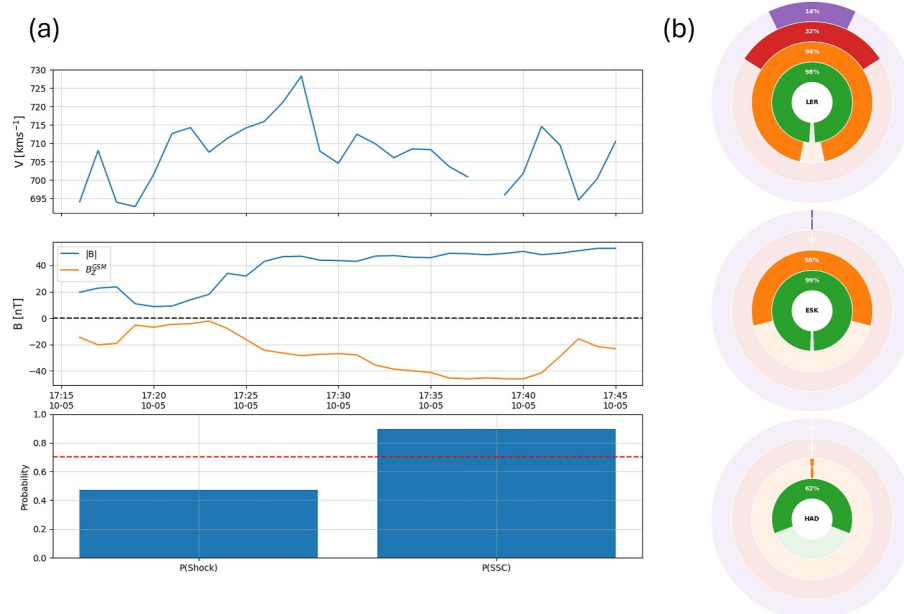 (a)
730
725
720
715
710
705
700
695
V [kms⁻¹]
|B|
B_Z^GSM
40
20
0
−20
−40
B [nT]
17:15 17:20 17:25 17:30 17:35 17:40 17:45
10-05 10-05 10-05 10-05 10-05 10-05 10-05
1.0
0.8
0.6
0.4
0.2
0.0
Probability
P(Shock) P(SSC)
(b)
14%
32%
94%
98%
LER
58%
99%
ESK
62%
HAD